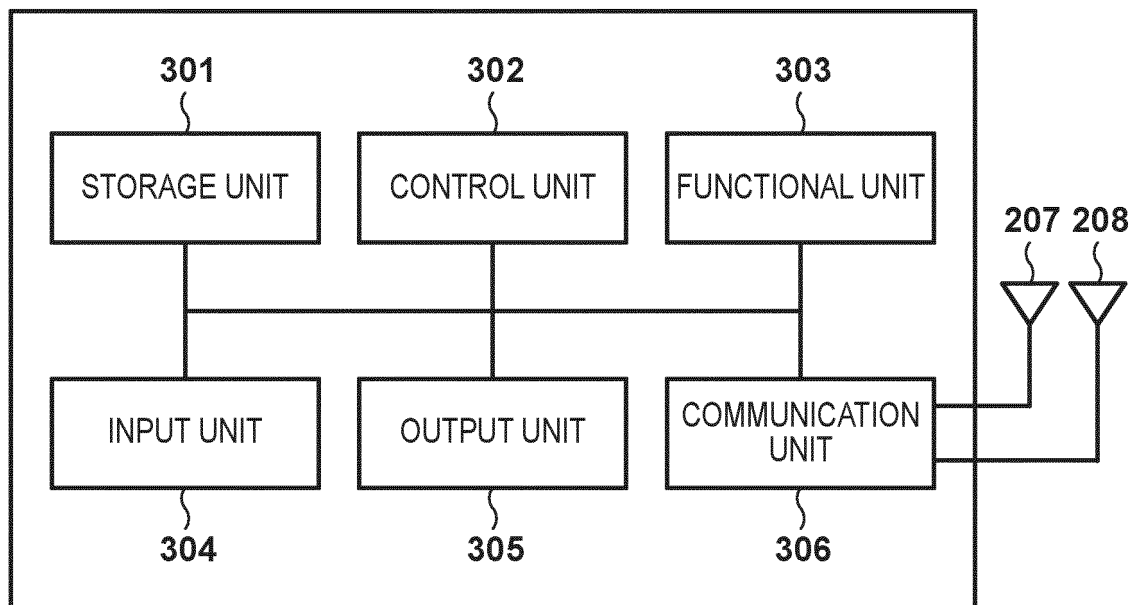 301
302
303
STORAGE UNIT
CONTROL UNIT
FUNCTIONAL UNIT
207
208
INPUT UNIT
OUTPUT UNIT
COMMUNICATION
UNIT
304
305
306